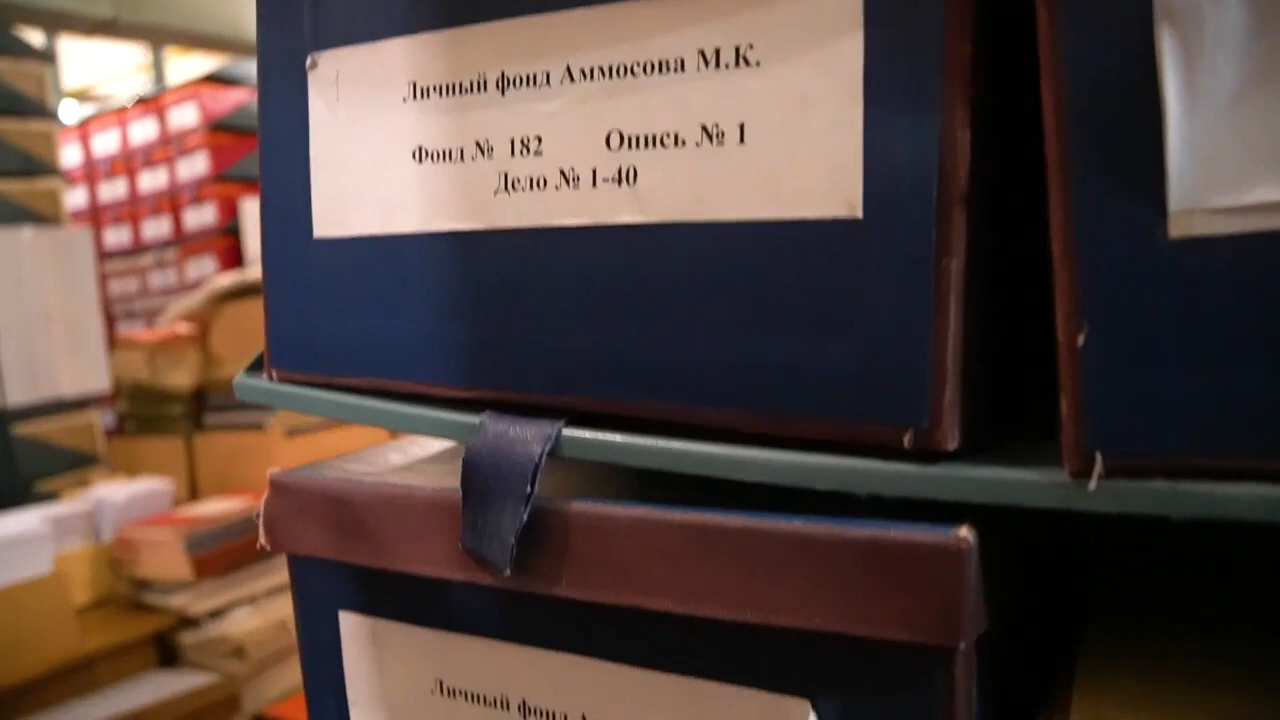 Личный фонд Аммосова М.К.
Фонд № 182 Опись № 1
Дело № 1-40
Личный фонд